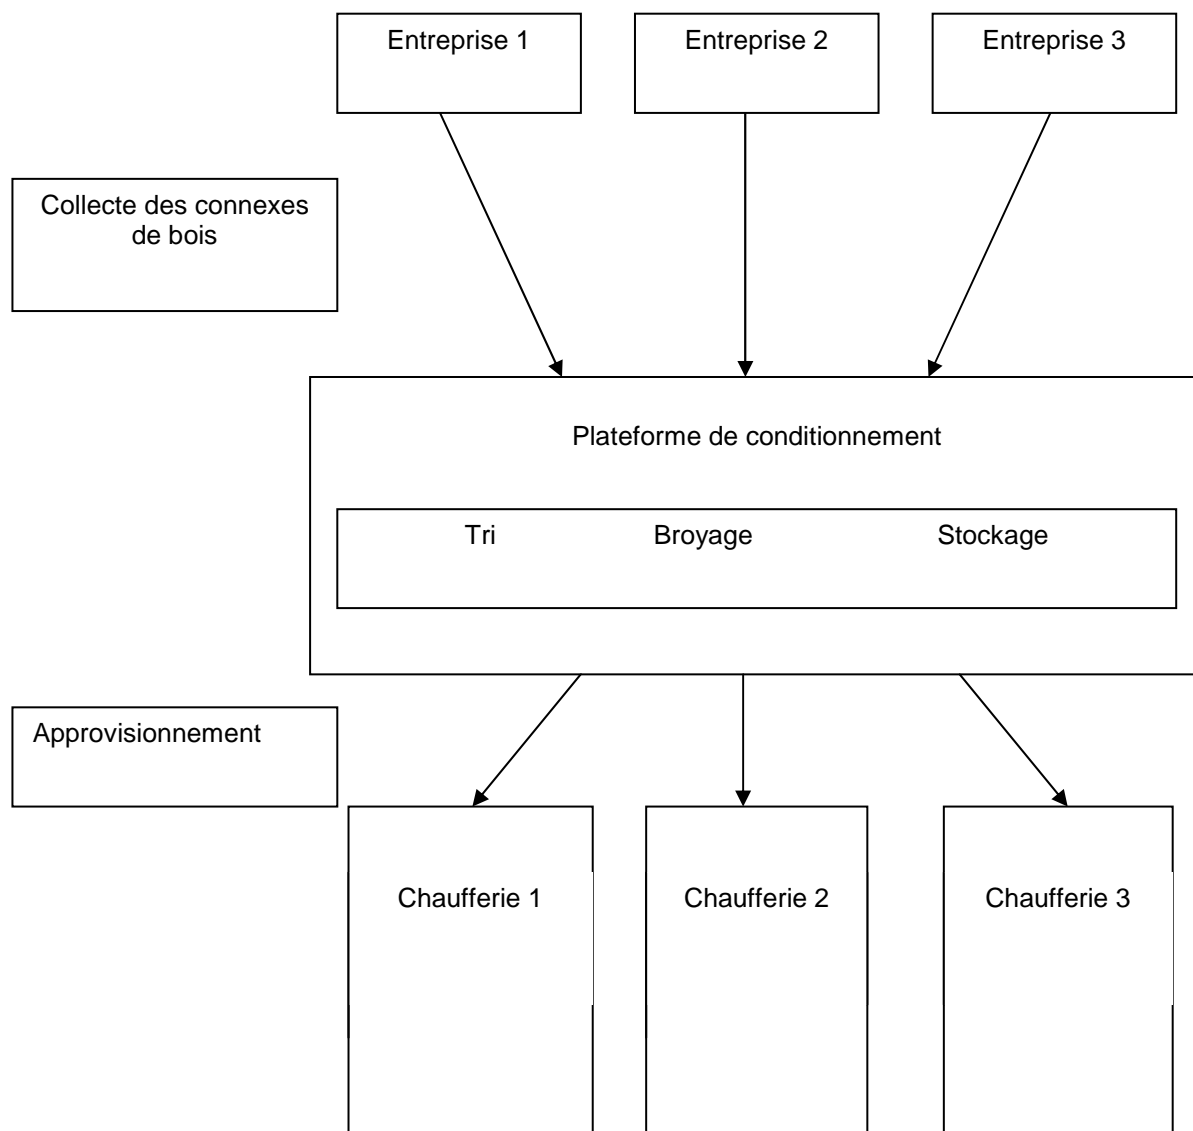 Entreprise 1
Entreprise 2
Entreprise 3
Collecte des connexes
de bois
Plateforme de conditionnement
Tri Broyage Stockage
Approvisionnement
Chaufferie 1
Chaufferie 2
Chaufferie 3